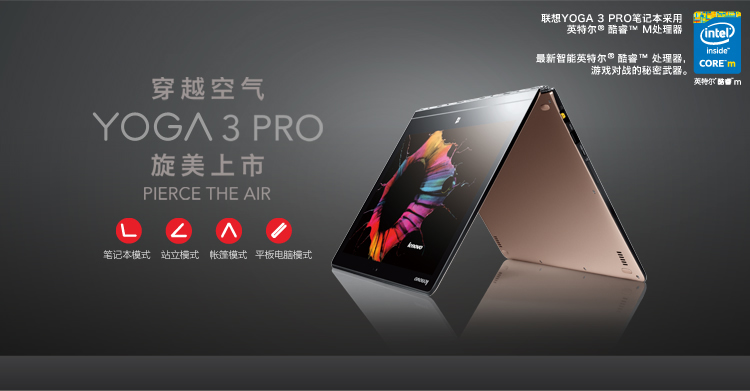 联想YOGA 3 PRO笔记本采用
英特尔® 酷睿™ M处理器
最新智能英特尔® 酷睿™ 处理器，
游戏对战的秘密武器。
intel
inside™
CORE™ m
英特尔® 酷睿™ m
穿越空气
YOGA 3 PRO
旋美上市
PIERCE THE AIR
笔记本模式 站立模式 帐篷模式 平板电脑模式
lenovo
lenovo